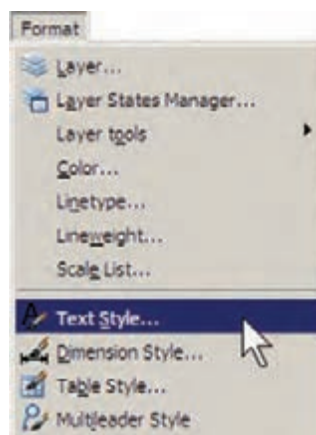 Format
Layer...
Layer States Manager...
Layer tools
Color...
Linetype...
Lineweight...
Scale List...
Text Style...
Dimension Style...
Table Style...
Multileader Style